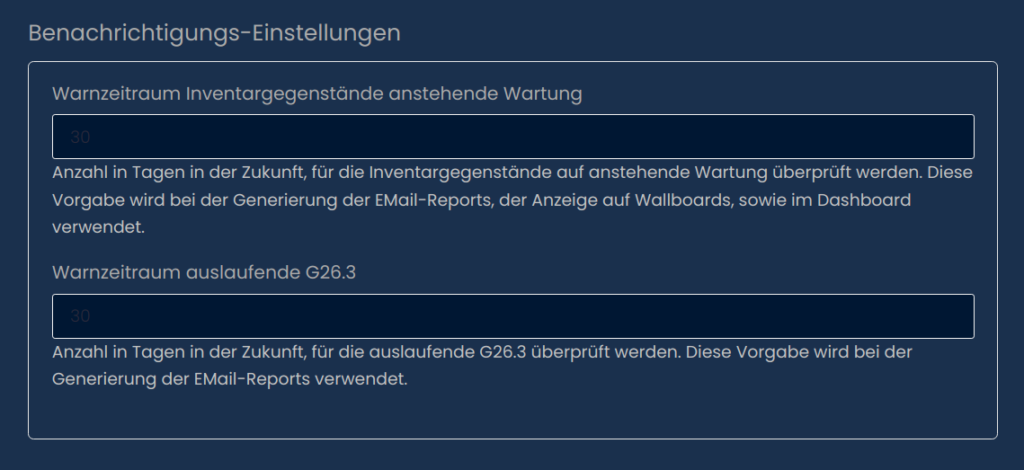 Benachrichtigungs-Einstellungen
Warnzeitraum Inventargegenstände anstehende Wartung
30
Anzahl in Tagen in der Zukunft, für die Inventargegenstände auf anstehende Wartung überprüft werden. Diese
Vorgabe wird bei der Generierung der EMail-Reports, der Anzeige auf Wallboards, sowie im Dashboard
verwendet.
Warnzeitraum auslaufende G26.3
30
Anzahl in Tagen in der Zukunft, für die auslaufende G26.3 überprüft werden. Diese Vorgabe wird bei der
Generierung der EMail-Reports verwendet.